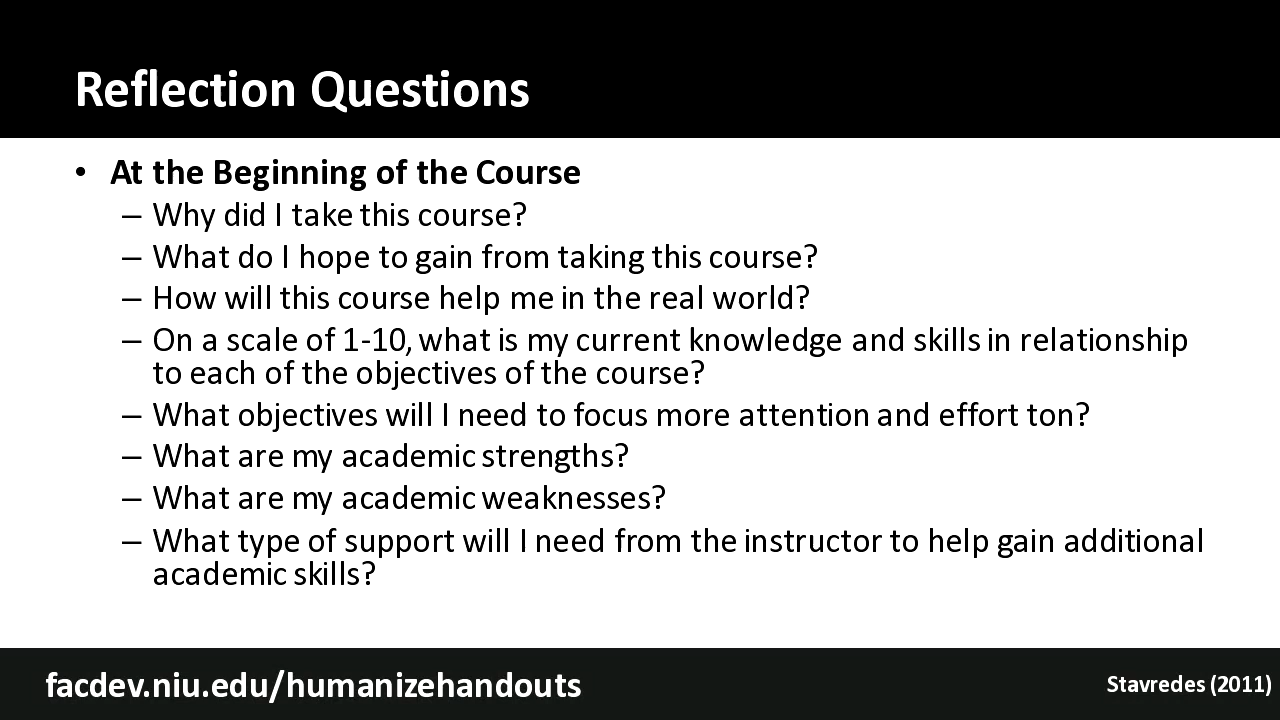 Reflection Questions
• At the Beginning of the Course
– Why did I take this course?
– What do I hope to gain from taking this course?
– How will this course help me in the real world?
– On a scale of 1-10, what is my current knowledge and skills in relationship
to each of the objectives of the course?
– What objectives will I need to focus more attention and effort ton?
– What are my academic strengths?
– What are my academic weaknesses?
– What type of support will I need from the instructor to help gain additional
academic skills?
facdev.niu.edu/humanizehandouts
Stavredes (2011)